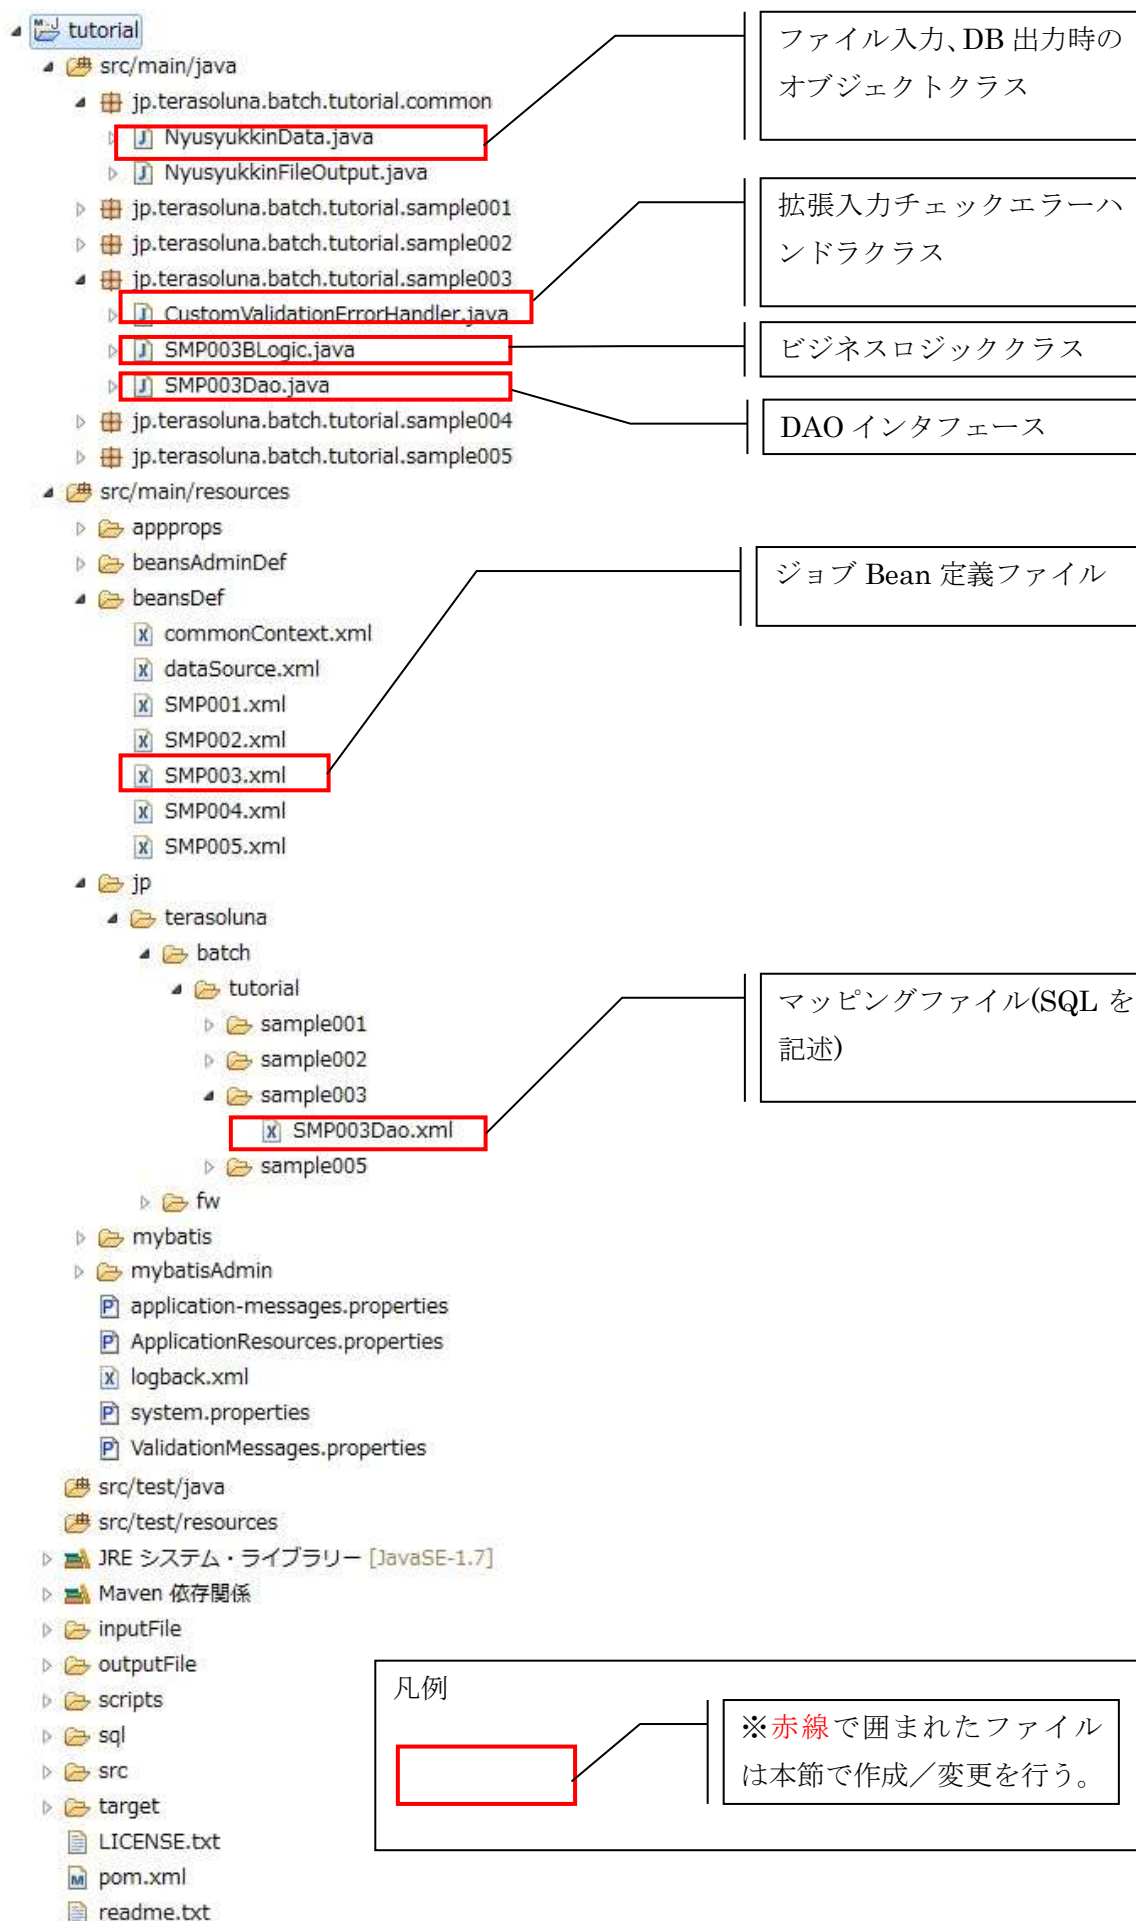 tutorial
src/main/java
jp.terasoluna.batch.tutorial.common
NyusyukkinData.java
NyusyukkinFileOutput.java
jp.terasoluna.batch.tutorial.sample001
jp.terasoluna.batch.tutorial.sample002
jp.terasoluna.batch.tutorial.sample003
CustomValidationErrorHandler.java
SMP003BLogic.java
SMP003Dao.java
jp.terasoluna.batch.tutorial.sample004
jp.terasoluna.batch.tutorial.sample005
src/main/resources
appprops
beansAdminDef
beansDef
commonContext.xml
dataSource.xml
SMP001.xml
SMP002.xml
SMP003.xml
SMP004.xml
SMP005.xml
jp
terasoluna
batch
tutorial
sample001
sample002
sample003
SMP003Dao.xml
sample005
fw
mybatis
mybatisAdmin
application-messages.properties
ApplicationResources.properties
logback.xml
system.properties
ValidationMessages.properties
src/test/java
src/test/resources
JRE システム・ライブラリー [JavaSE-1.7]
Maven 依存関係
inputFile
outputFile
scripts
sql
src
target
LICENSE.txt
pom.xml
readme.txt
ファイル入力、DB 出力時の
オブジェクトクラス
拡張入力チェックエラーハ
ンドラクラス
ビジネスロジッククラス
DAO インタフェース
ジョブ Bean 定義ファイル
マッピングファイル(SQL を
記述)
凡例
※赤線で囲まれたファイル
は本節で作成／変更を行う。